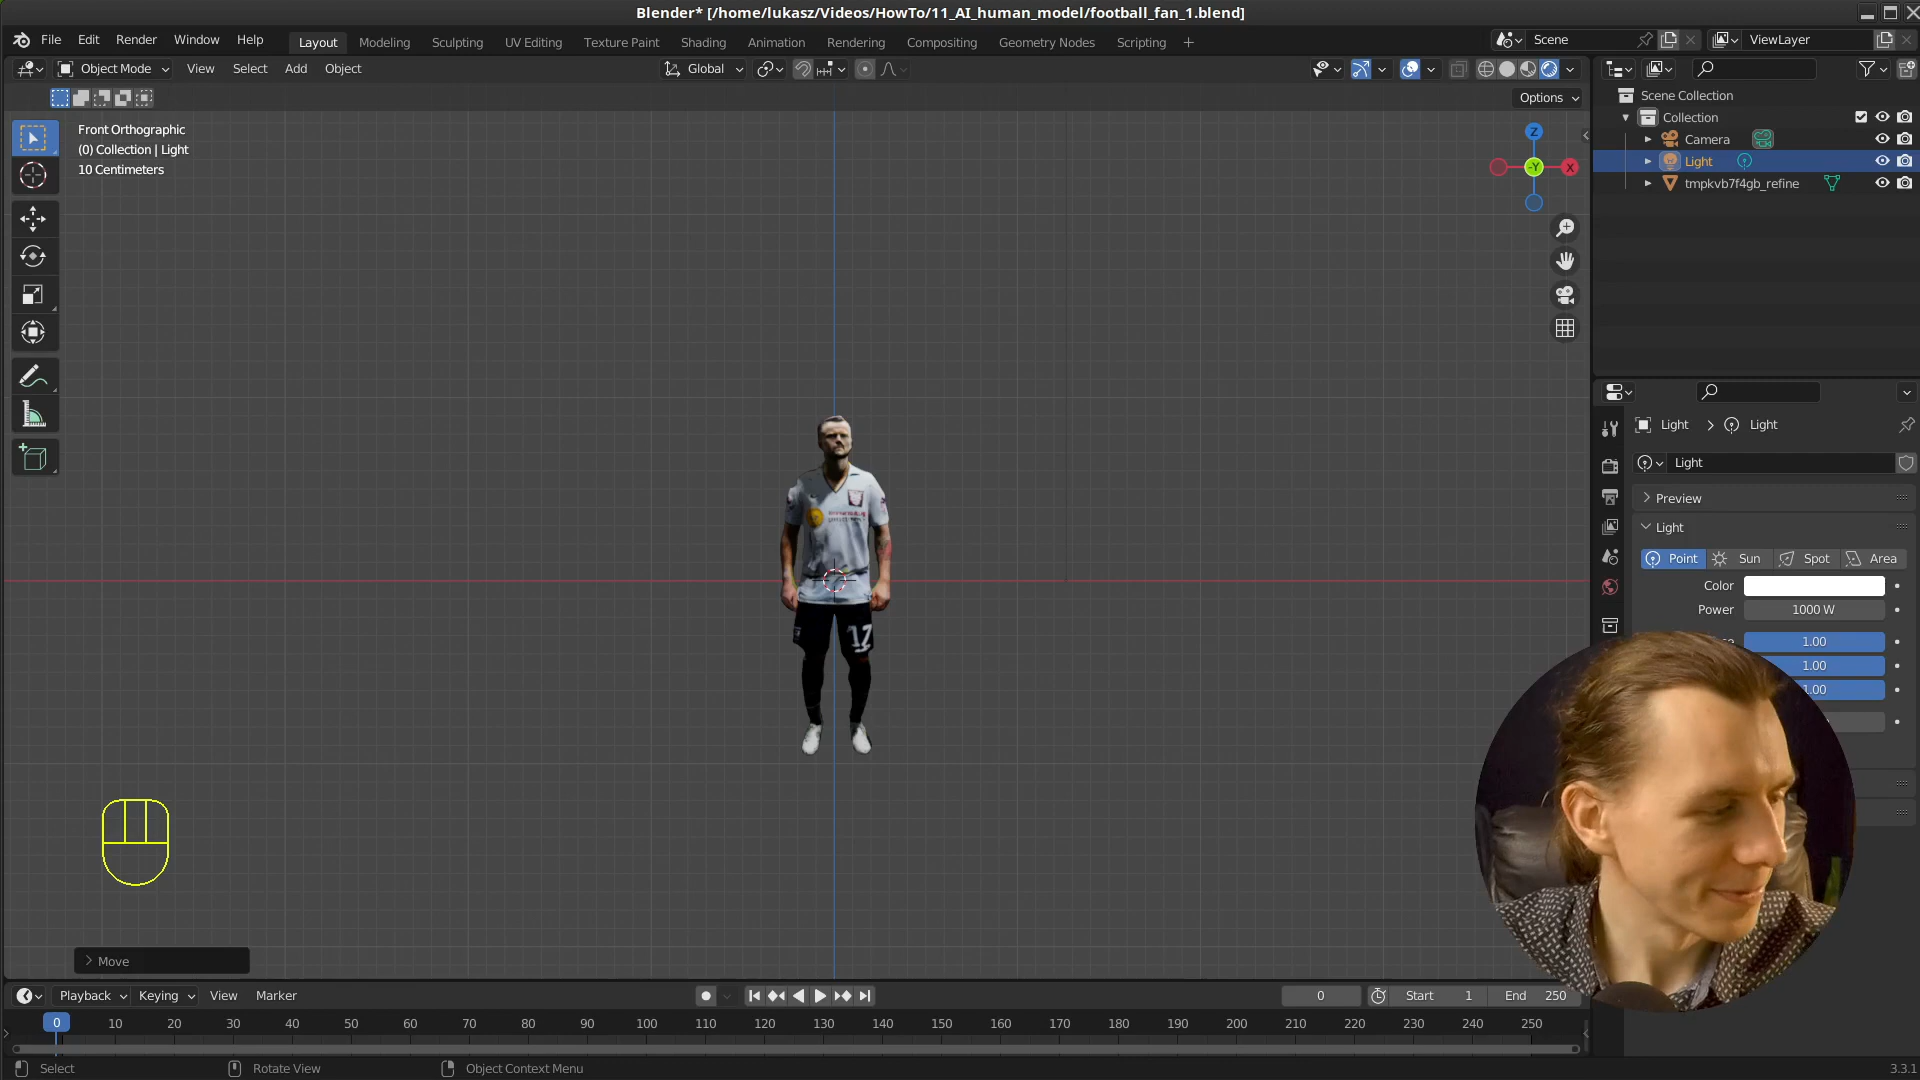 Blender* [/home/lukasz/Videos/HowTo/11_AI_human_model/football_fan_1.blend]
File Edit Render Window Help
Layout Modeling Sculpting UV Editing Texture Paint Shading Animation Rendering Compositing Geometry Nodes Scripting +
Scene ViewLayer
Object Mode View Select Add Object Global
Options
Front Orthographic
(0) Collection | Light
10 Centimeters
Z
-Y
X
Scene Collection
Collection
Camera
Light
tmpkvb7f4gb_refine
Light > Light
Light
Preview
Light
Point Sun Spot Area
Color
Power 1000 W
1.00
1.00
1.00
17
Move
Playback Keying View Marker
0 Start 1 End 250
0 10 20 30 40 50 60 70 80 90 100 110 120 130 140 150 160 170 180 190 200 210 220 230 240 250
Select Rotate View Object Context Menu 3.3.1